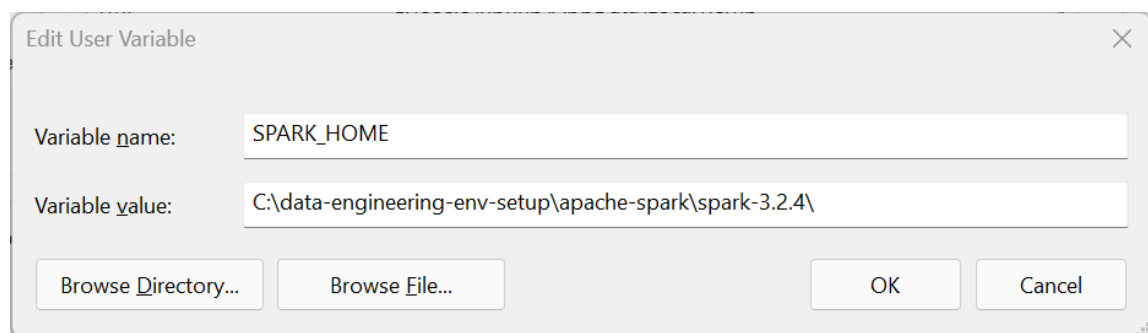 Edit User Variable
Variable name: SPARK_HOME
Variable value: C:\data-engineering-env-setup\apache-spark\spark-3.2.4\
Browse Directory... Browse File... OK Cancel